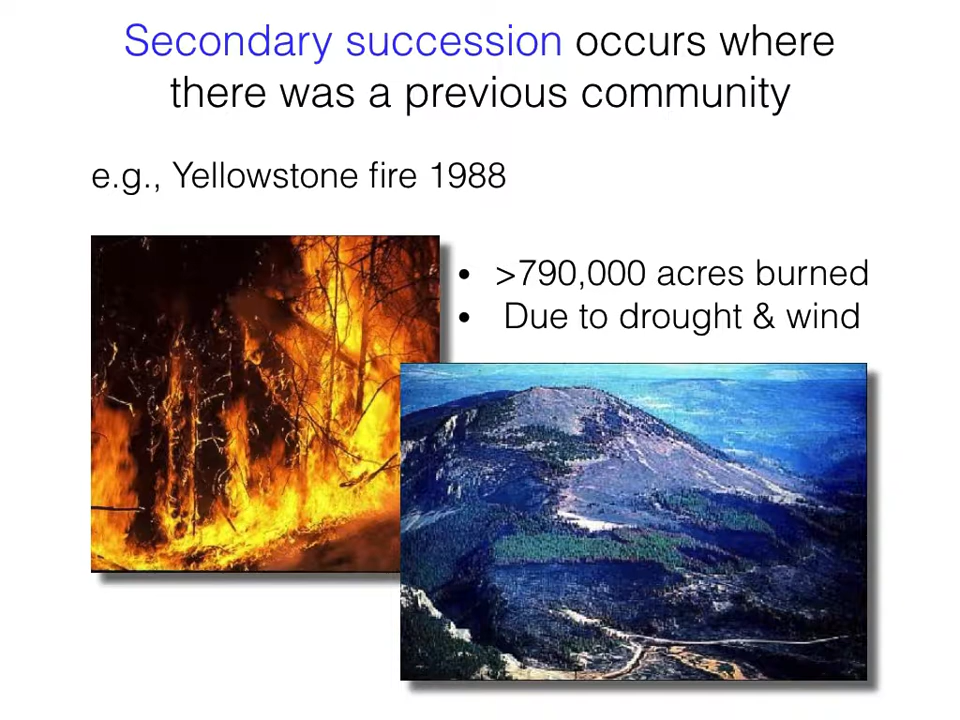 Secondary succession occurs where
there was a previous community
e.g., Yellowstone fire 1988
• >790,000 acres burned
• Due to drought & wind